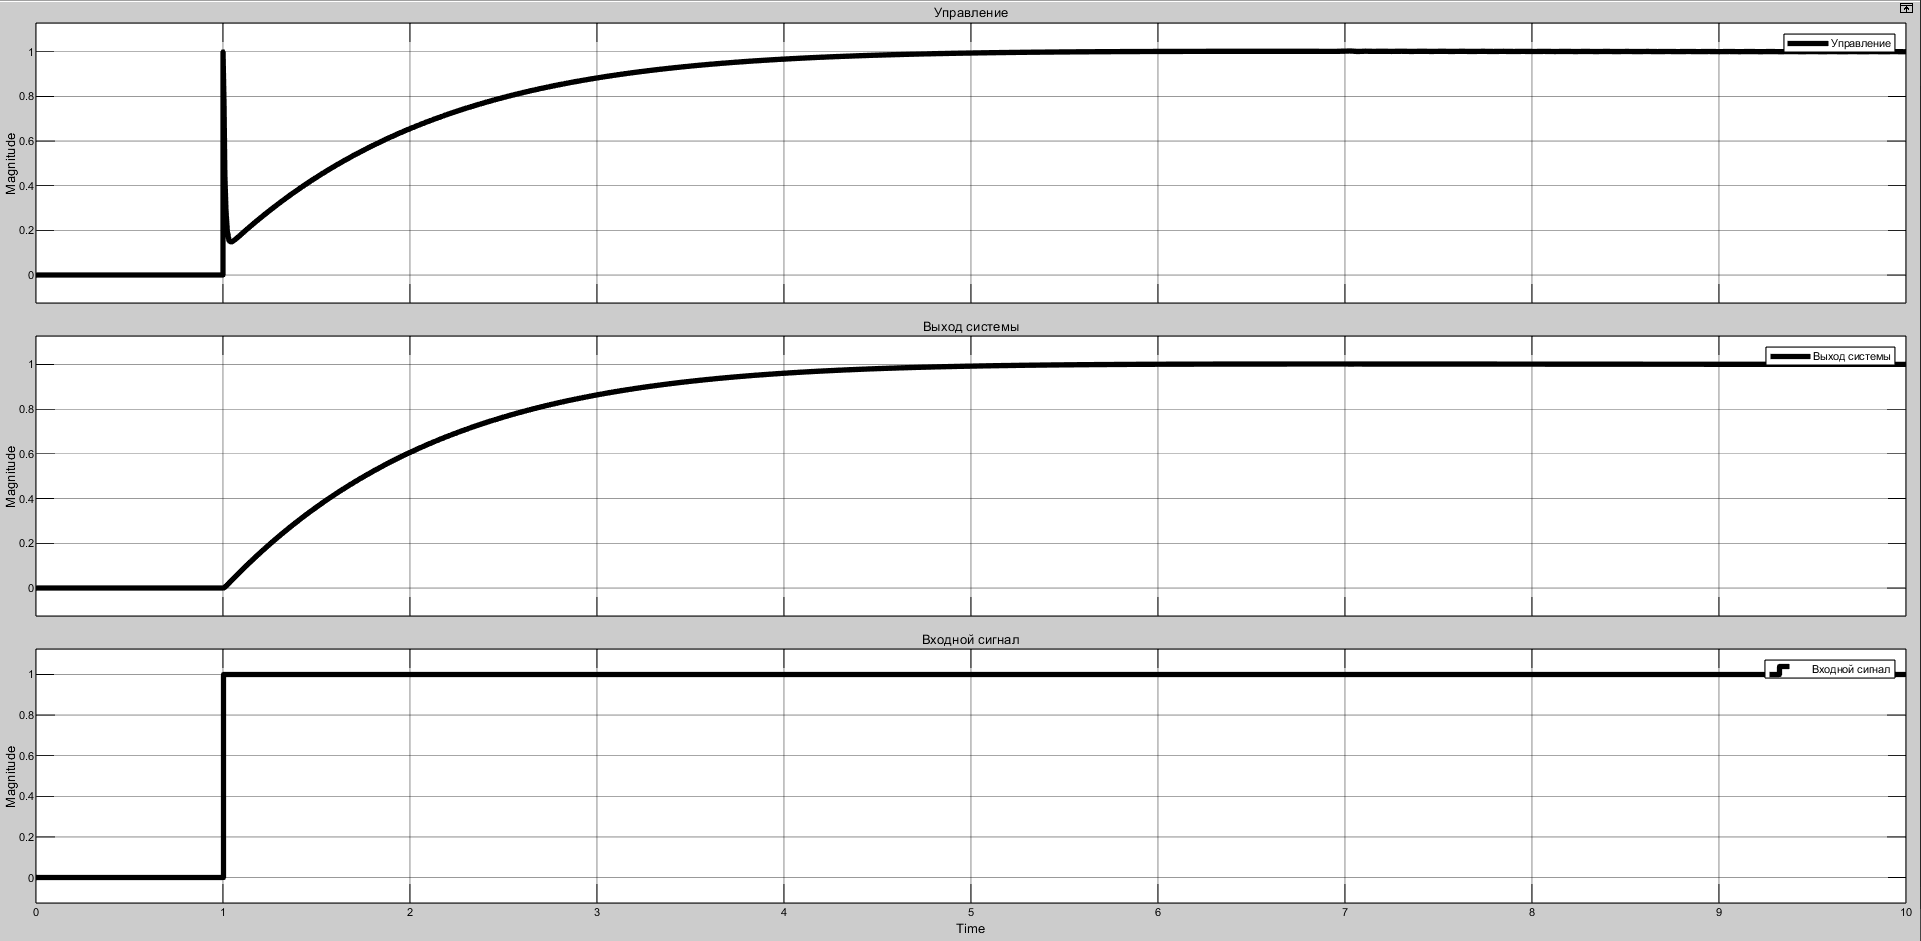 Управление
Magnitude
1
0.8
0.6
0.4
0.2
0
Управление
Выход системы
Magnitude
1
0.8
0.6
0.4
0.2
0
Выход системы
Входной сигнал
Magnitude
1
0.8
0.6
0.4
0.2
0
Входной сигнал
0 1 2 3 4 5 6 7 8 9 10
Time